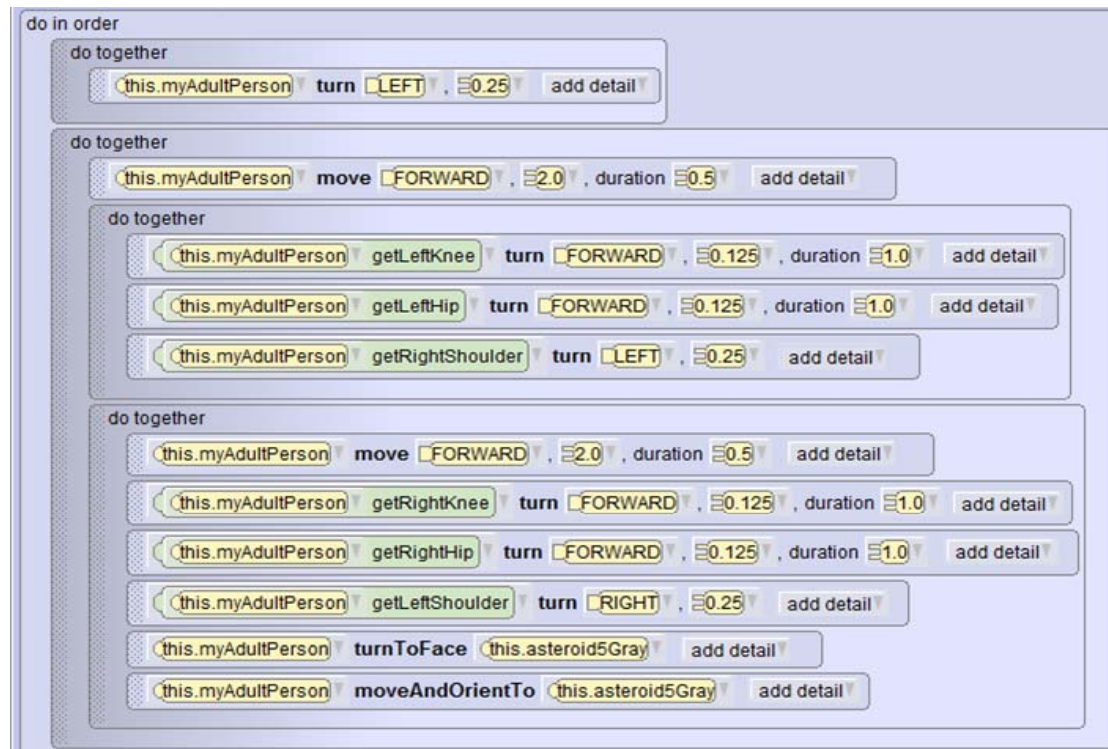 do in order
do together
this.myAdultPerson turn LEFT , 0.25 add detail
do together
this.myAdultPerson move FORWARD , 2.0 , duration 0.5 add detail
do together
this.myAdultPerson getLeftKnee turn FORWARD , 0.125 , duration 1.0 add detail
this.myAdultPerson getLeftHip turn FORWARD , 0.125 , duration 1.0 add detail
this.myAdultPerson getRightShoulder turn LEFT , 0.25 add detail
do together
this.myAdultPerson move FORWARD , 2.0 , duration 0.5 add detail
this.myAdultPerson getRightKnee turn FORWARD , 0.125 , duration 1.0 add detail
this.myAdultPerson getRightHip turn FORWARD , 0.125 , duration 1.0 add detail
this.myAdultPerson getLeftShoulder turn RIGHT , 0.25 add detail
this.myAdultPerson turnToFace this.asteroid5Gray add detail
this.myAdultPerson moveAndOrientTo this.asteroid5Gray add detail